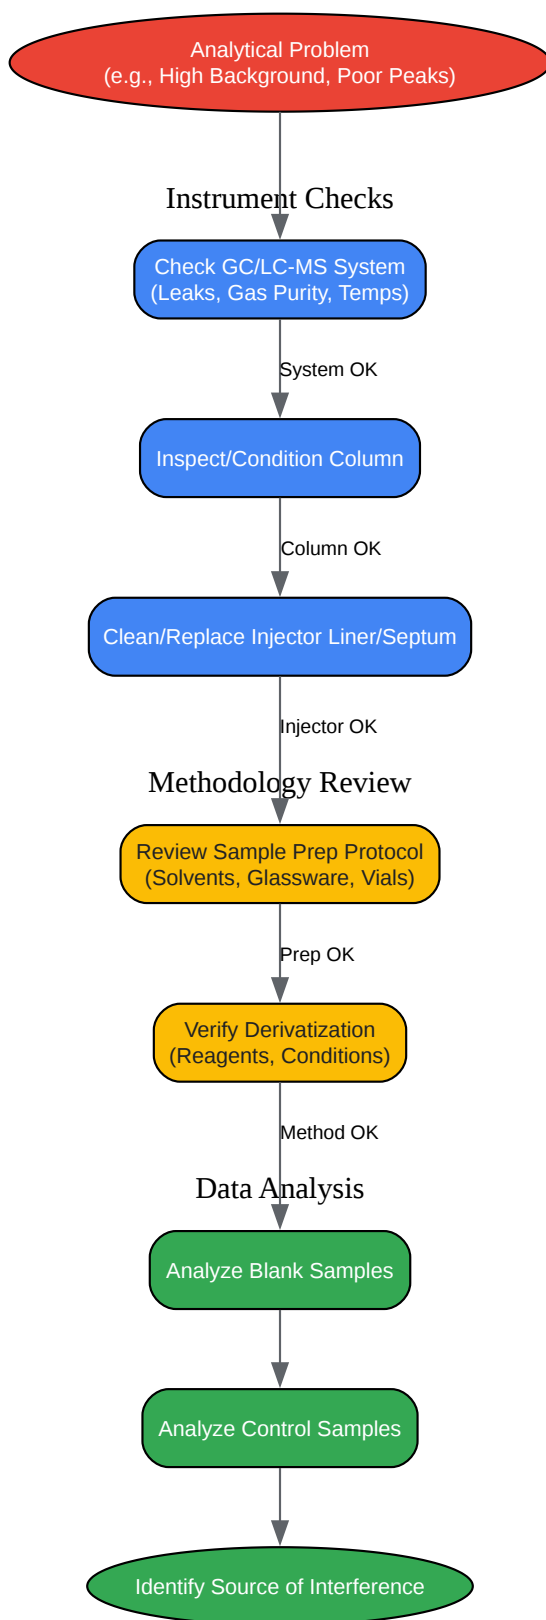 Analytical Problem
(e.g., High Background, Poor Peaks)
Instrument Checks
Check GC/LC-MS System
(Leaks, Gas Purity, Temps)
System OK
Inspect/Condition Column
Column OK
Clean/Replace Injector Liner/Septum
Injector OK
Methodology Review
Review Sample Prep Protocol
(Solvents, Glassware, Vials)
Prep OK
Verify Derivatization
(Reagents, Conditions)
Method OK
Data Analysis
Analyze Blank Samples
Analyze Control Samples
Identify Source of Interference